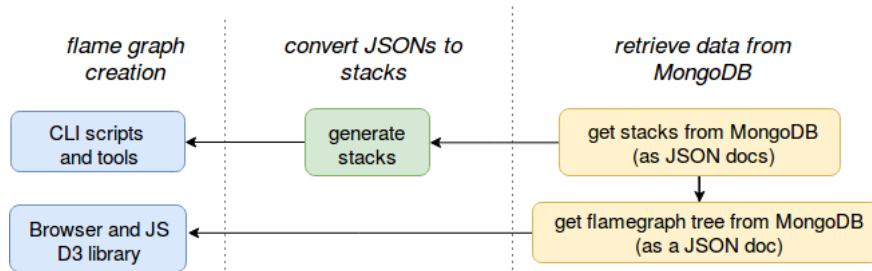 flame graph
creation
convert JSONs to
stacks
retrieve data from
MongoDB
CLI scripts
and tools
generate
stacks
get stacks from MongoDB
(as JSON docs)
Browser and JS
D3 library
get flamegraph tree from MongoDB
(as a JSON doc)